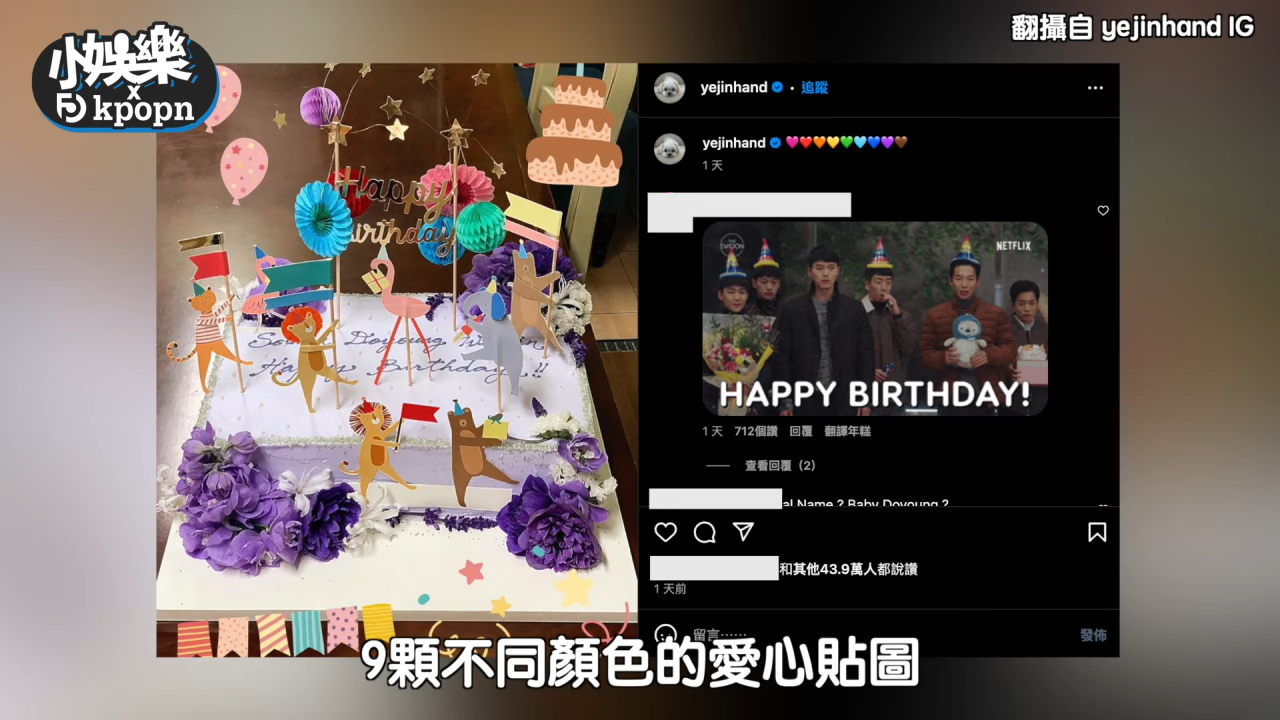 翻攝自 yejinhand IG
小娛樂
x
kpopn
yejinhand • 追蹤
yejinhand
1 天
Happy
Birthday
Doyoung
Happy Birthday !!
THE SWOON
NETFLIX
HAPPY BIRTHDAY!
1 天 712個讚 回覆 翻譯年糕
查看回覆（2）
al Name ? Baby Doyoung ?
和其他43.9萬人都說讚
1 天前
留言⋯⋯
發佈
9顆不同顏色的愛心貼圖